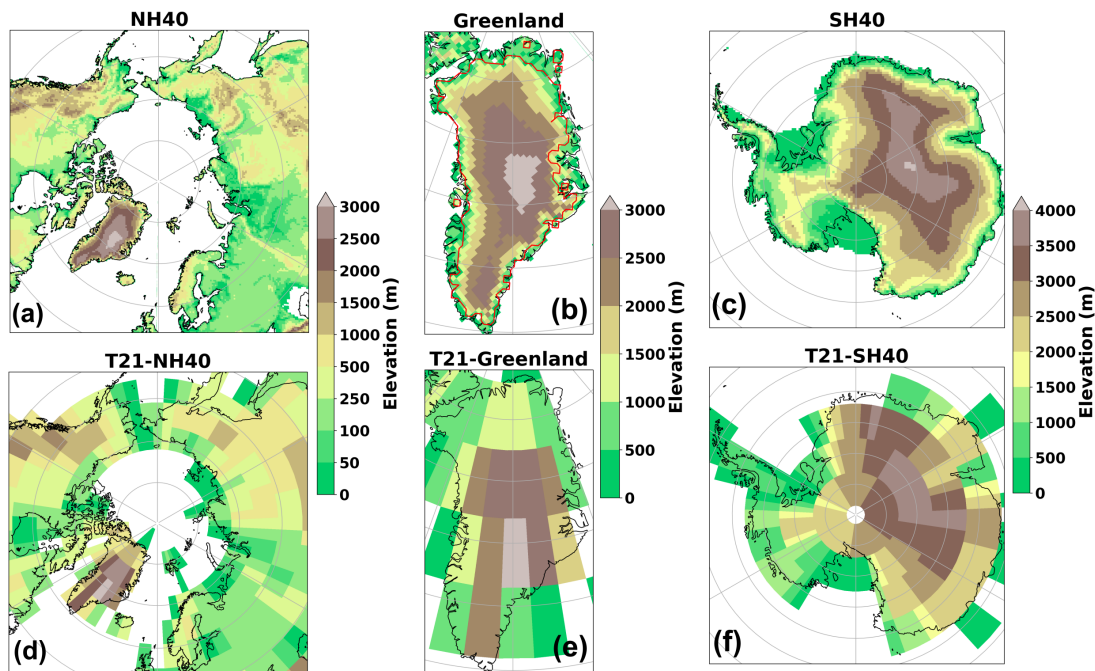 NH40
Greenland
SH40
(a)
(b)
(c)
3000
2500
2000
1500
1000
500
250
100
50
0
Elevation (m)
3000
2500
2000
1500
1000
500
0
Elevation (m)
4000
3500
3000
2500
2000
1500
1000
500
0
Elevation (m)
T21-NH40
T21-Greenland
T21-SH40
(d)
(e)
(f)